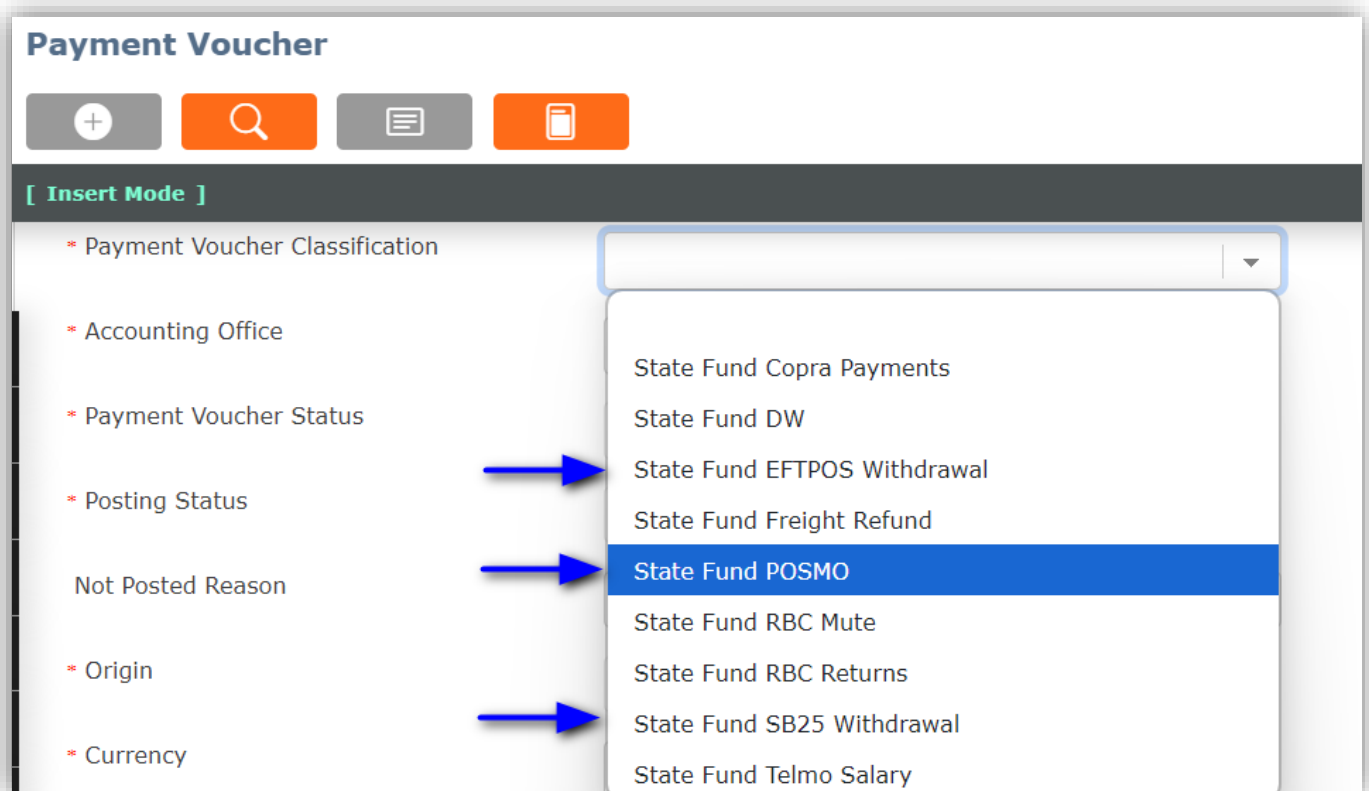 Payment Voucher
[ Insert Mode ]
* Payment Voucher Classification
* Accounting Office
State Fund Copra Payments
* Payment Voucher Status
State Fund DW
State Fund EFTPOS Withdrawal
* Posting Status
State Fund Freight Refund
State Fund POSMO
Not Posted Reason
State Fund RBC Mute
* Origin
State Fund RBC Returns
State Fund SB25 Withdrawal
* Currency
State Fund Telmo Salary